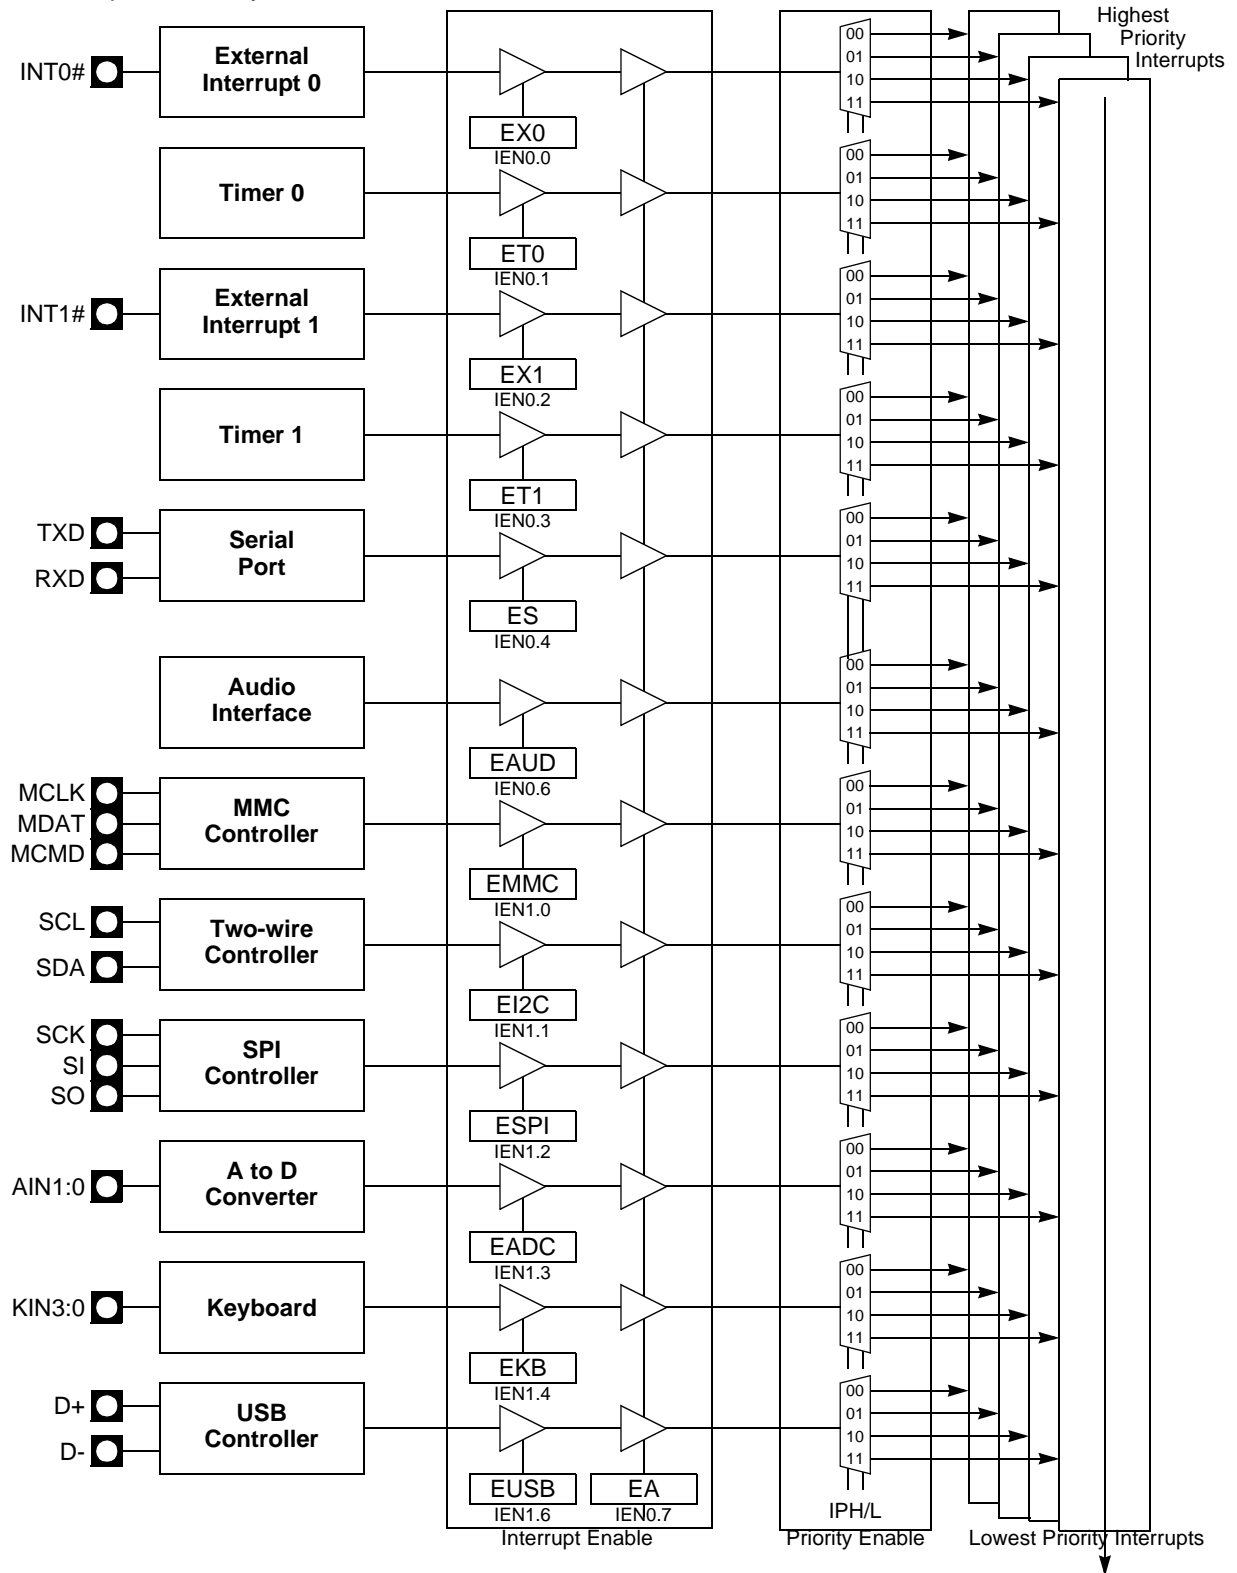 Highest
Priority
Interrupts
INT0#
External
Interrupt 0
EX0
IEN0.0
00
01
10
11
Timer 0
ET0
IEN0.1
00
01
10
11
INT1#
External
Interrupt 1
EX1
IEN0.2
00
01
10
11
Timer 1
ET1
IEN0.3
00
01
10
11
TXD
RXD
Serial
Port
ES
IEN0.4
00
01
10
11
Audio
Interface
EAUD
IEN0.6
00
01
10
11
MCLK
MDAT
MCMD
MMC
Controller
EMMC
IEN1.0
00
01
10
11
SCL
SDA
Two-wire
Controller
EI2C
IEN1.1
00
01
10
11
SCK
SI
SO
SPI
Controller
ESPI
IEN1.2
00
01
10
11
AIN1:0
A to D
Converter
EADC
IEN1.3
00
01
10
11
KIN3:0
Keyboard
EKB
IEN1.4
00
01
10
11
D+
D-
USB
Controller
EUSB
IEN1.6
EA
IEN0.7
00
01
10
11
IPH/L
Interrupt Enable
Priority Enable
Lowest Priority Interrupts